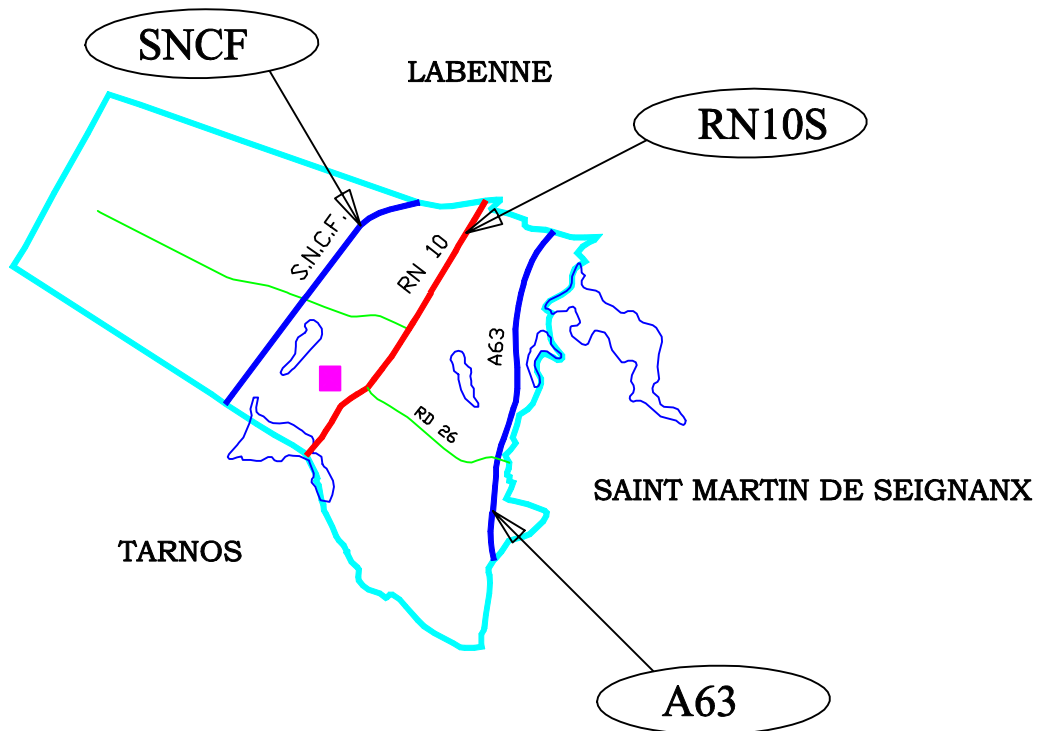 SNCF
LABENNE
RN10S
S.N.C.F.
RN 10
A63
RD 26
SAINT MARTIN DE SEIGNANX
TARNOS
A63